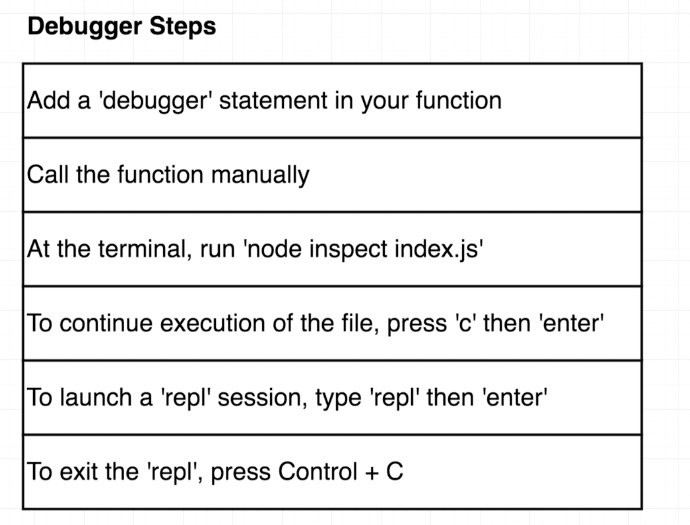 Debugger Steps
Add a 'debugger' statement in your function
Call the function manually
At the terminal, run 'node inspect index.js'
To continue execution of the file, press 'c' then 'enter'
To launch a 'repl' session, type 'repl' then 'enter'
To exit the 'repl', press Control + C